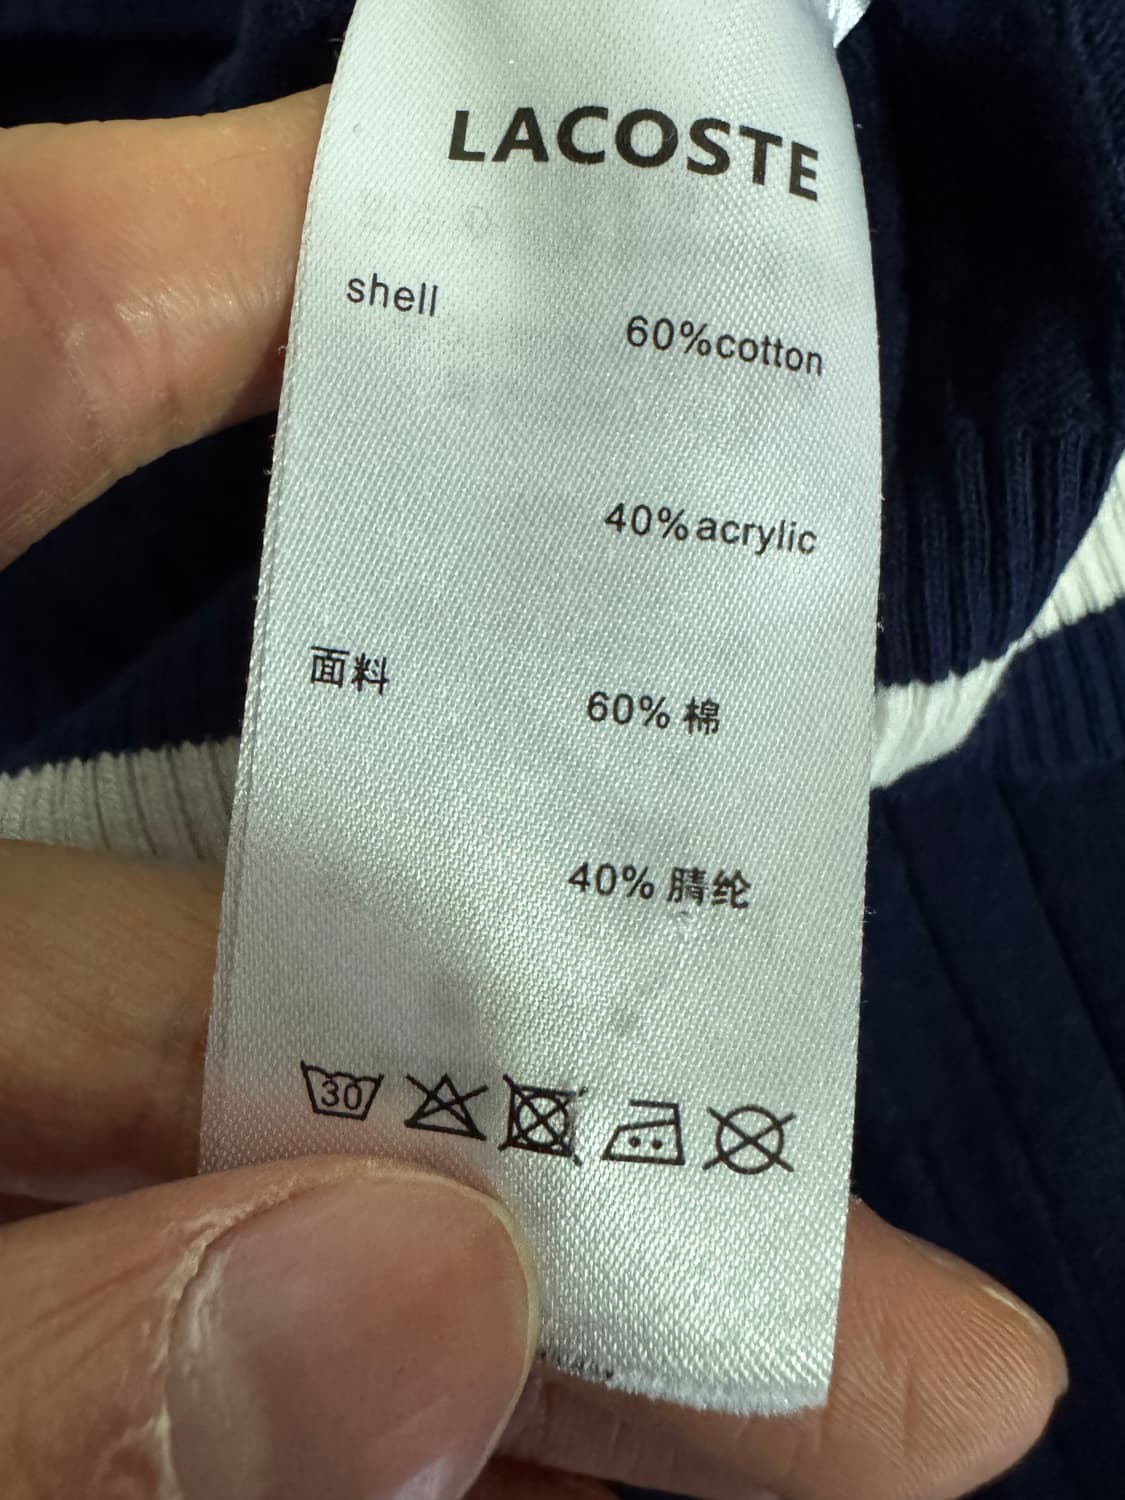 LACOSTE
shell
60%cotton
40%acrylic
面料
60% 棉
40% 腈纶
30